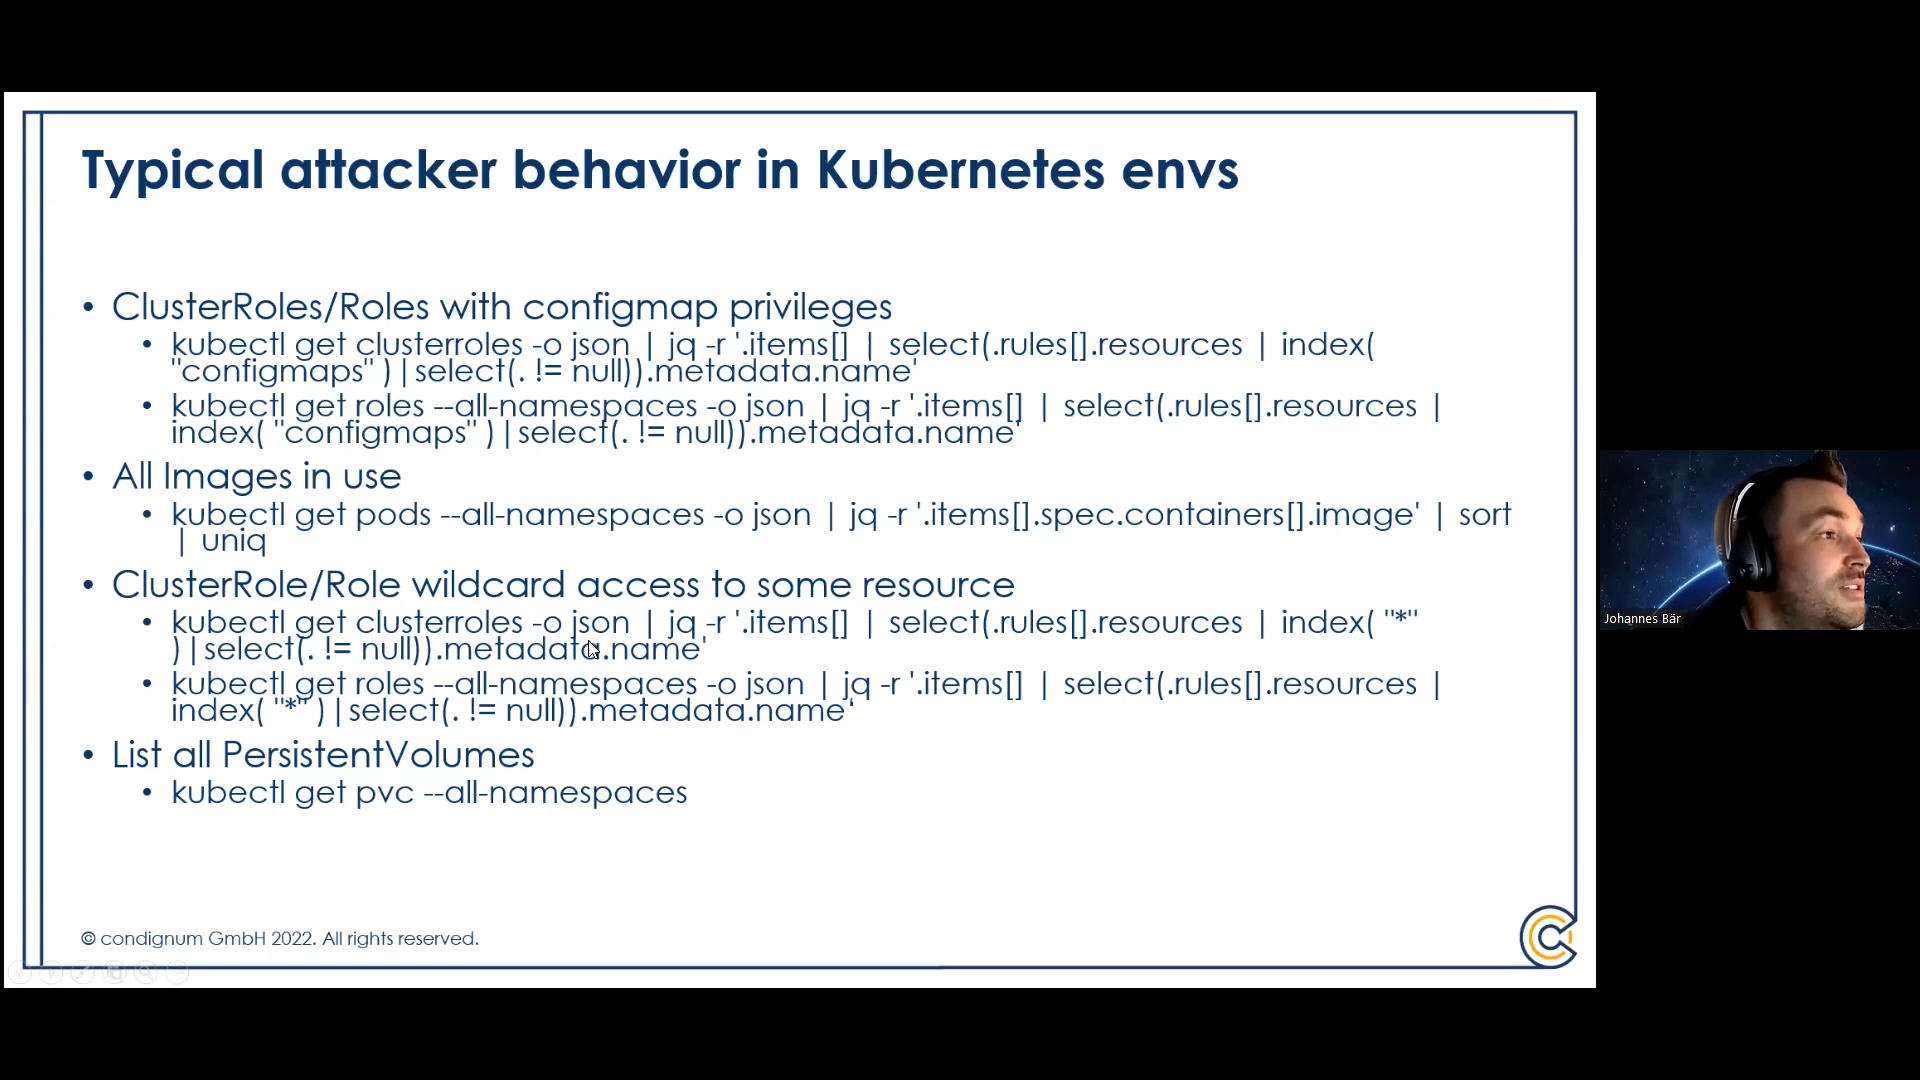 Typical attacker behavior in Kubernetes envs
• ClusterRoles/Roles with configmap privileges
• kubectl get clusterroles -o json | jq -r '.items[] | select(.rules[].resources | index(
"configmaps" )|select(. != null)).metadata.name'
• kubectl get roles --all-namespaces -o json | jq -r '.items[] | select(.rules[].resources |
index( "configmaps" )|select(. != null)).metadata.name'
• All Images in use
• kubectl get pods --all-namespaces -o json | jq -r '.items[].spec.containers[].image' | sort
| uniq
• ClusterRole/Role wildcard access to some resource
• kubectl get clusterroles -o json | jq -r '.items[] | select(.rules[].resources | index( "*"
)|select(. != null)).metadata.name'
• kubectl get roles --all-namespaces -o json | jq -r '.items[] | select(.rules[].resources |
index( "*" )|select(. != null)).metadata.name'
• List all PersistentVolumes
• kubectl get pvc --all-namespaces
© condignum GmbH 2022. All rights reserved.
Johannes Bär